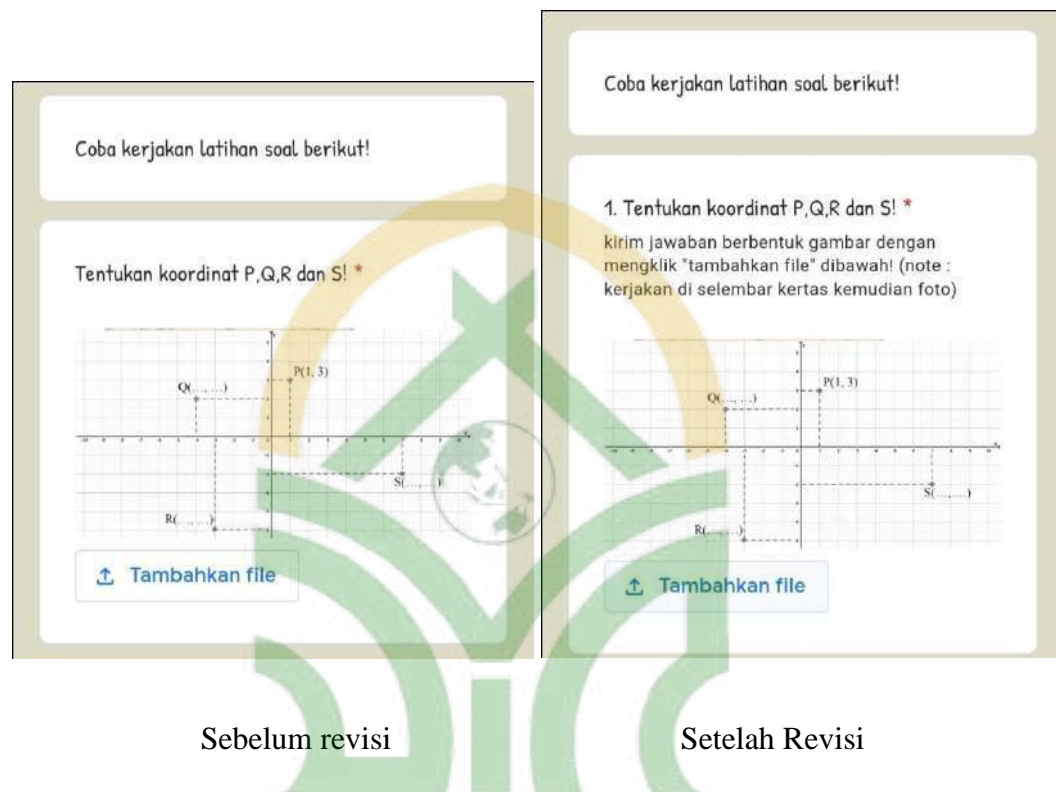 Coba kerjakan latihan soal berikut!
Tentukan koordinat P,Q,R dan S! *
P(1, 3)
Q(..., ...)
S(..., ...)
R(..., ...)
Tambahkan file
Sebelum revisi
Coba kerjakan latihan soal berikut!
1. Tentukan koordinat P,Q,R dan S! *
kirim jawaban berbentuk gambar dengan
mengklik "tambahkan file" dibawah! (note :
kerjakan di selembar kertas kemudian foto)
P(1, 3)
Q(..., ...)
S(..., ...)
R(..., ...)
Tambahkan file
Setelah Revisi